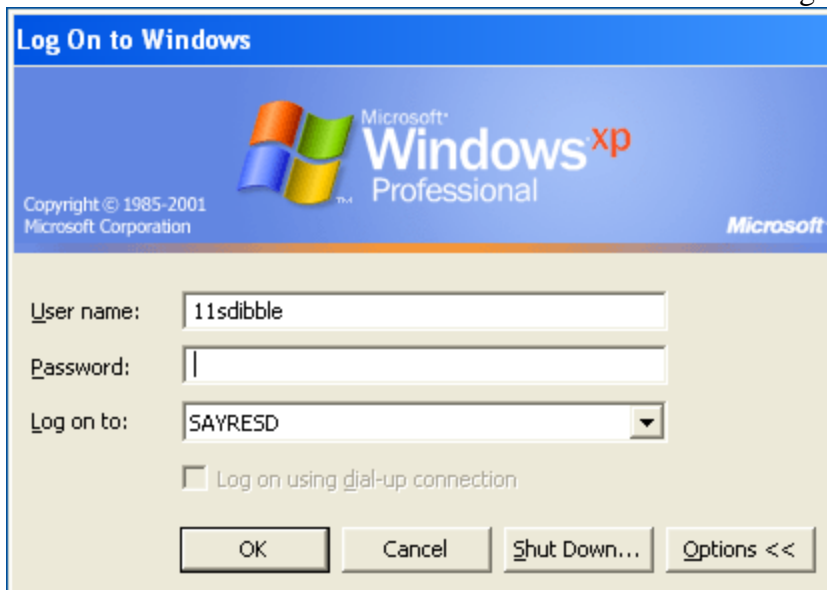 Log On to Windows
Microsoft®
Windows xp
Professional
TM
Copyright © 1985-2001
Microsoft Corporation
Microsoft
User name: 11sdibble
Password:
Log on to: SAYRESD
Log on using dial-up connection
OK Cancel Shut Down... Options <<